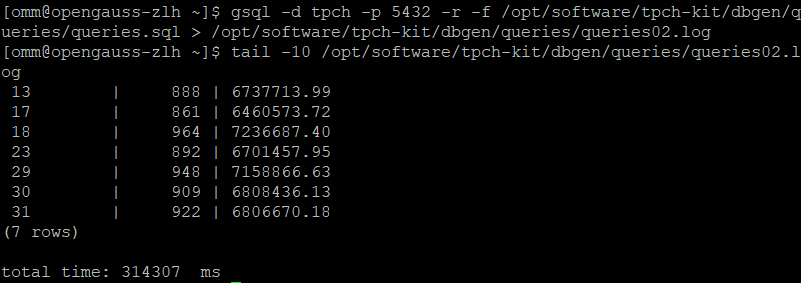 [omm@opengauss-zlh ~]$ gsql -d tpch -p 5432 -r -f /opt/software/tpch-kit/dbgen/q
ueries/queries.sql > /opt/software/tpch-kit/dbgen/queries/queries02.log
[omm@opengauss-zlh ~]$ tail -10 /opt/software/tpch-kit/dbgen/queries/queries02.l
og
 13        |     888 | 6737713.99
 17        |     861 | 6460573.72
 18        |     964 | 7236687.40
 23        |     892 | 6701457.95
 29        |     948 | 7158866.63
 30        |     909 | 6808436.13
 31        |     922 | 6806670.18
(7 rows)

total time: 314307  ms